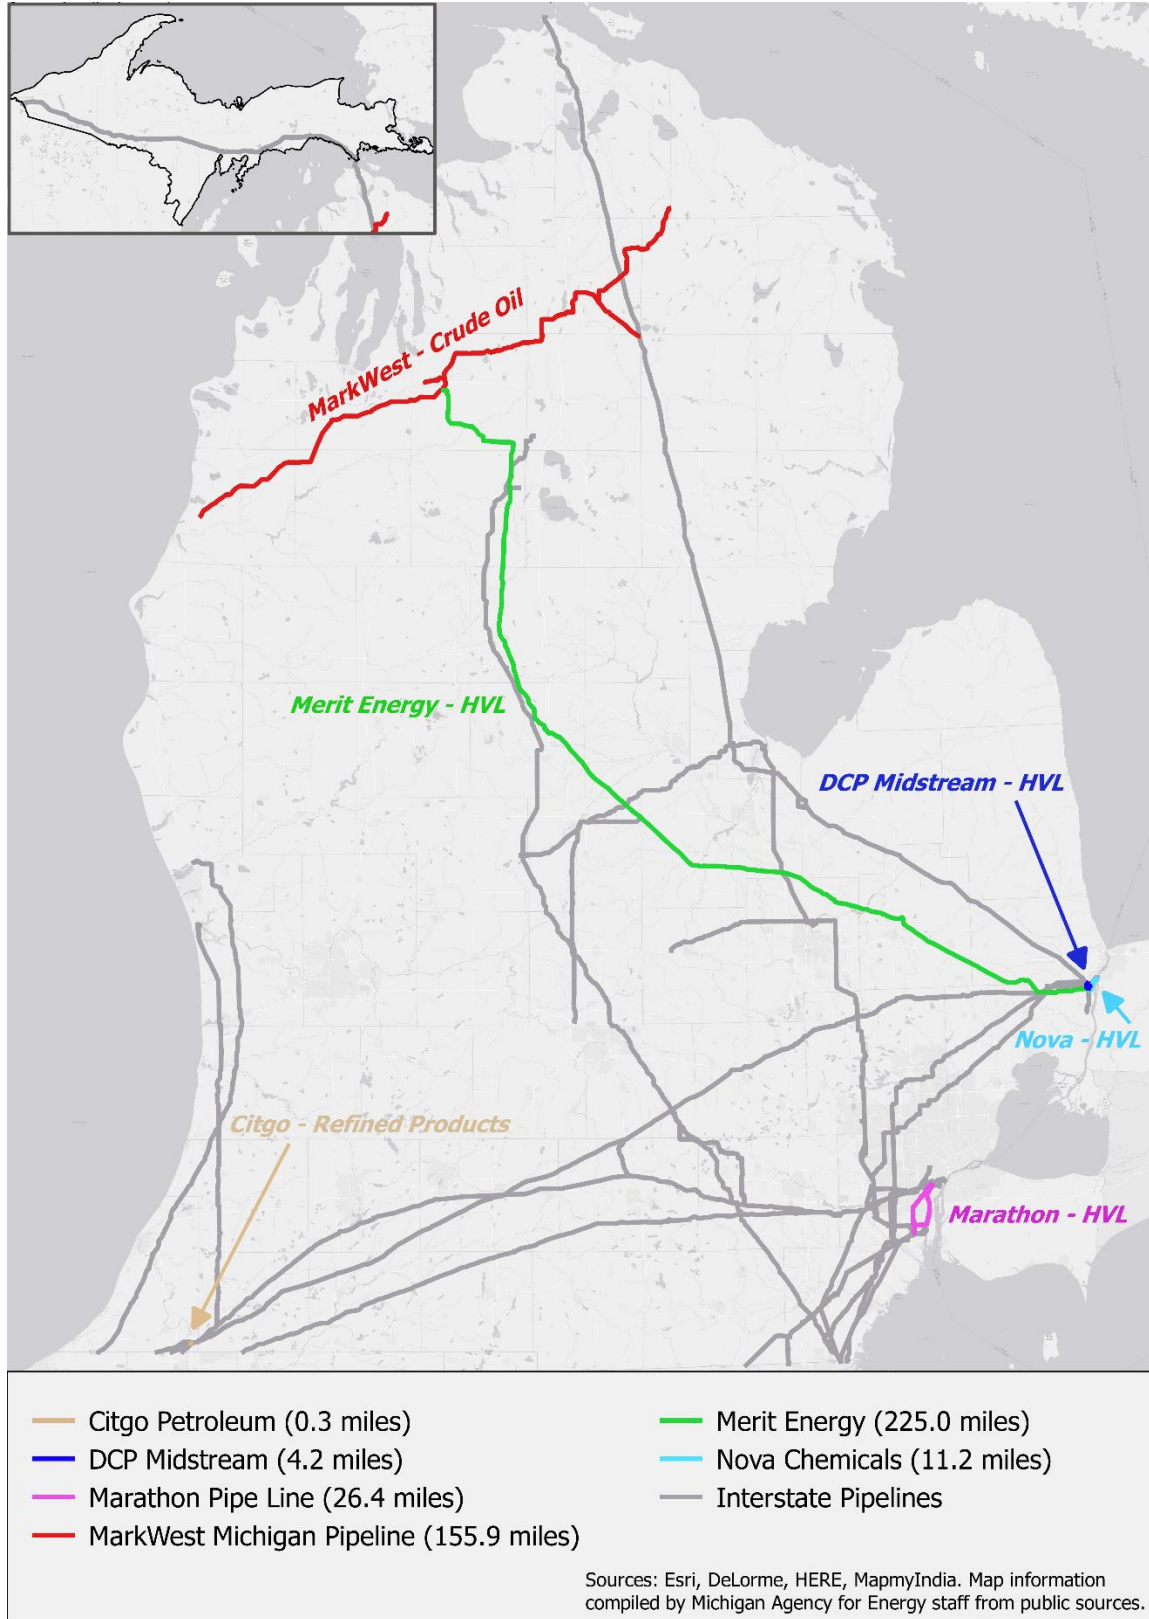 MarkWest - Crude Oil
Merit Energy - HVL
DCP Midstream - HVL
Nova - HVL
Citgo - Refined Products
Marathon - HVL
Citgo Petroleum (0.3 miles)
DCP Midstream (4.2 miles)
Marathon Pipe Line (26.4 miles)
MarkWest Michigan Pipeline (155.9 miles)
Merit Energy (225.0 miles)
Nova Chemicals (11.2 miles)
Interstate Pipelines
Sources: Esri, DeLorme, HERE, MapmyIndia. Map information
compiled by Michigan Agency for Energy staff from public sources.